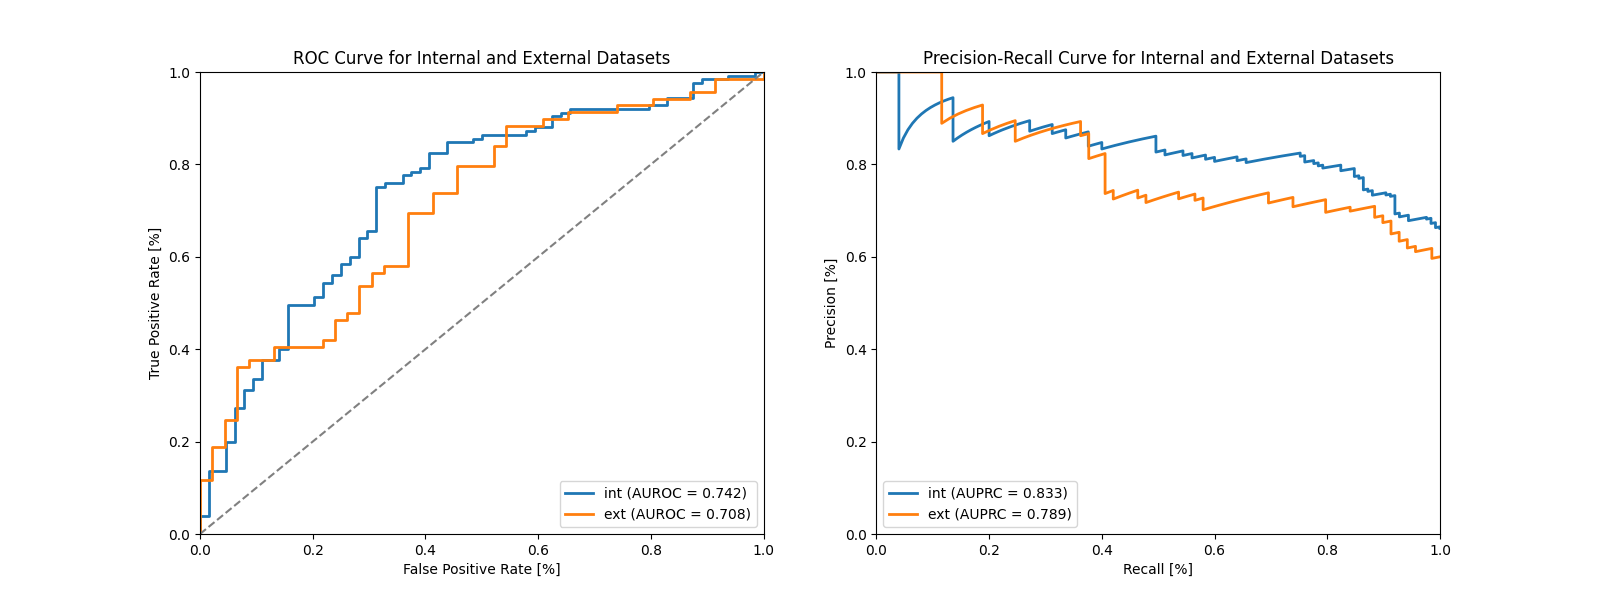 ROC Curve for Internal and External Datasets
True Positive Rate [%]
1.0
0.8
0.6
0.4
0.2
0.0
int (AUROC = 0.742)
ext (AUROC = 0.708)
0.0 0.2 0.4 0.6 0.8 1.0
False Positive Rate [%]
Precision-Recall Curve for Internal and External Datasets
Precision [%]
1.0
0.8
0.6
0.4
0.2
0.0
int (AUPRC = 0.833)
ext (AUPRC = 0.789)
0.0 0.2 0.4 0.6 0.8 1.0
Recall [%]